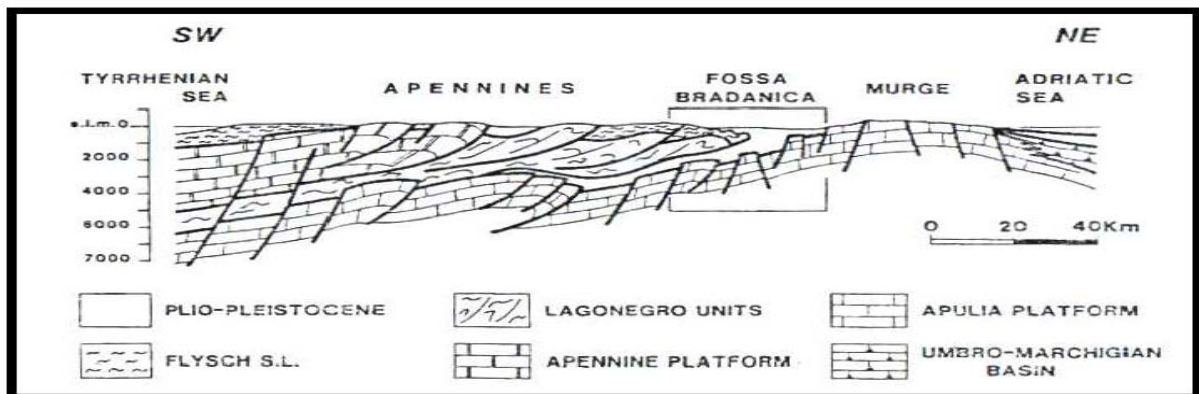 SW
NE
TYRRHENIAN
SEA
APENNINES
FOSSA
BRADANICA
MURGE
ADRIATIC
SEA
s.l.m. 0
2000
4000
6000
7000
0 20 40Km
PLIO-PLEISTOCENE
LAGONEGRO UNITS
APULIA PLATFORM
FLYSCH S.L.
APENNINE PLATFORM
UMBRO-MARCHIGIAN
BASIN